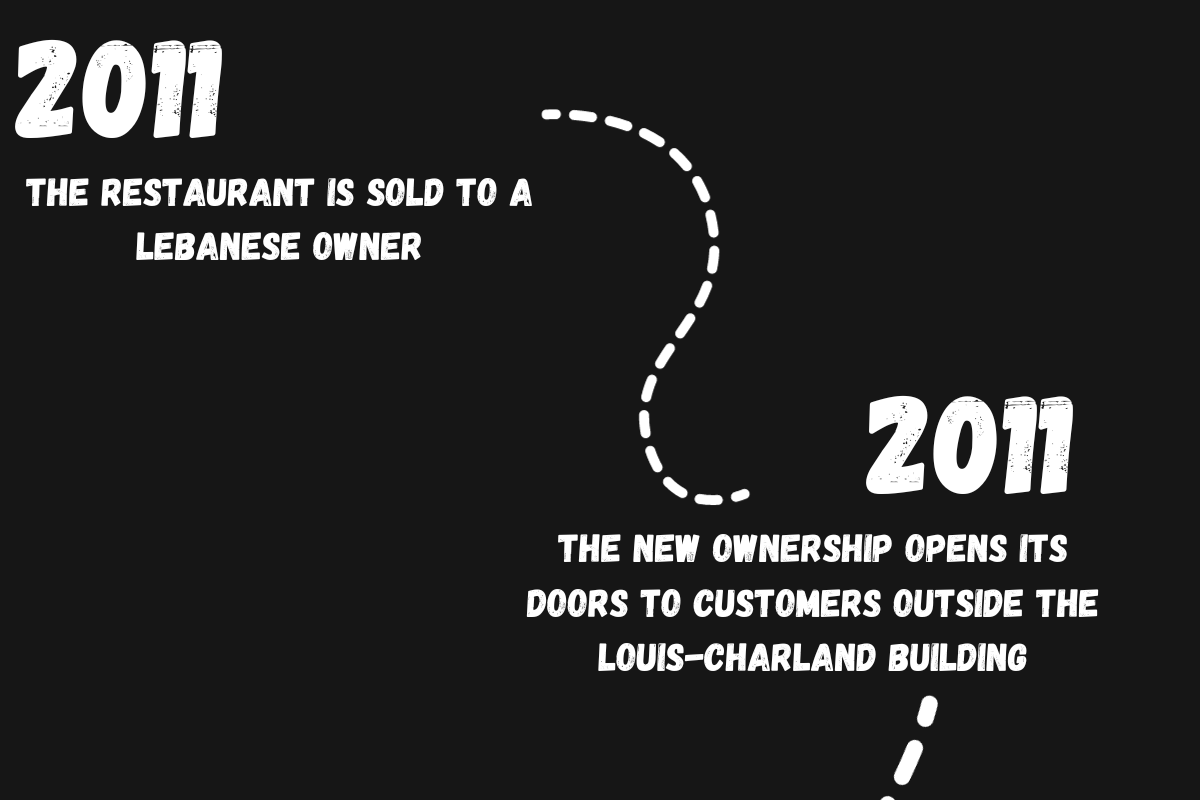 2011
THE RESTAURANT IS SOLD TO A
LEBANESE OWNER
2011
THE NEW OWNERSHIP OPENS ITS
DOORS TO CUSTOMERS OUTSIDE THE
LOUIS-CHARLAND BUILDING